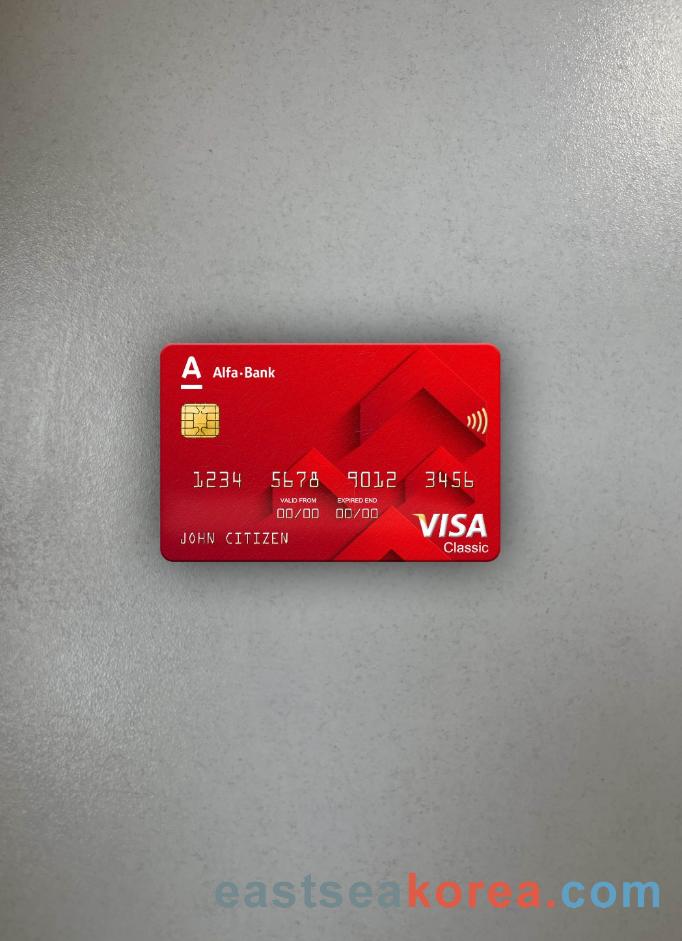 A Alfa·Bank
1234 5678 9012 3456
VALID FROM EXPIRED END
00/00 00/00
JOHN CITIZEN
VISA
Classic
eastseakorea.com